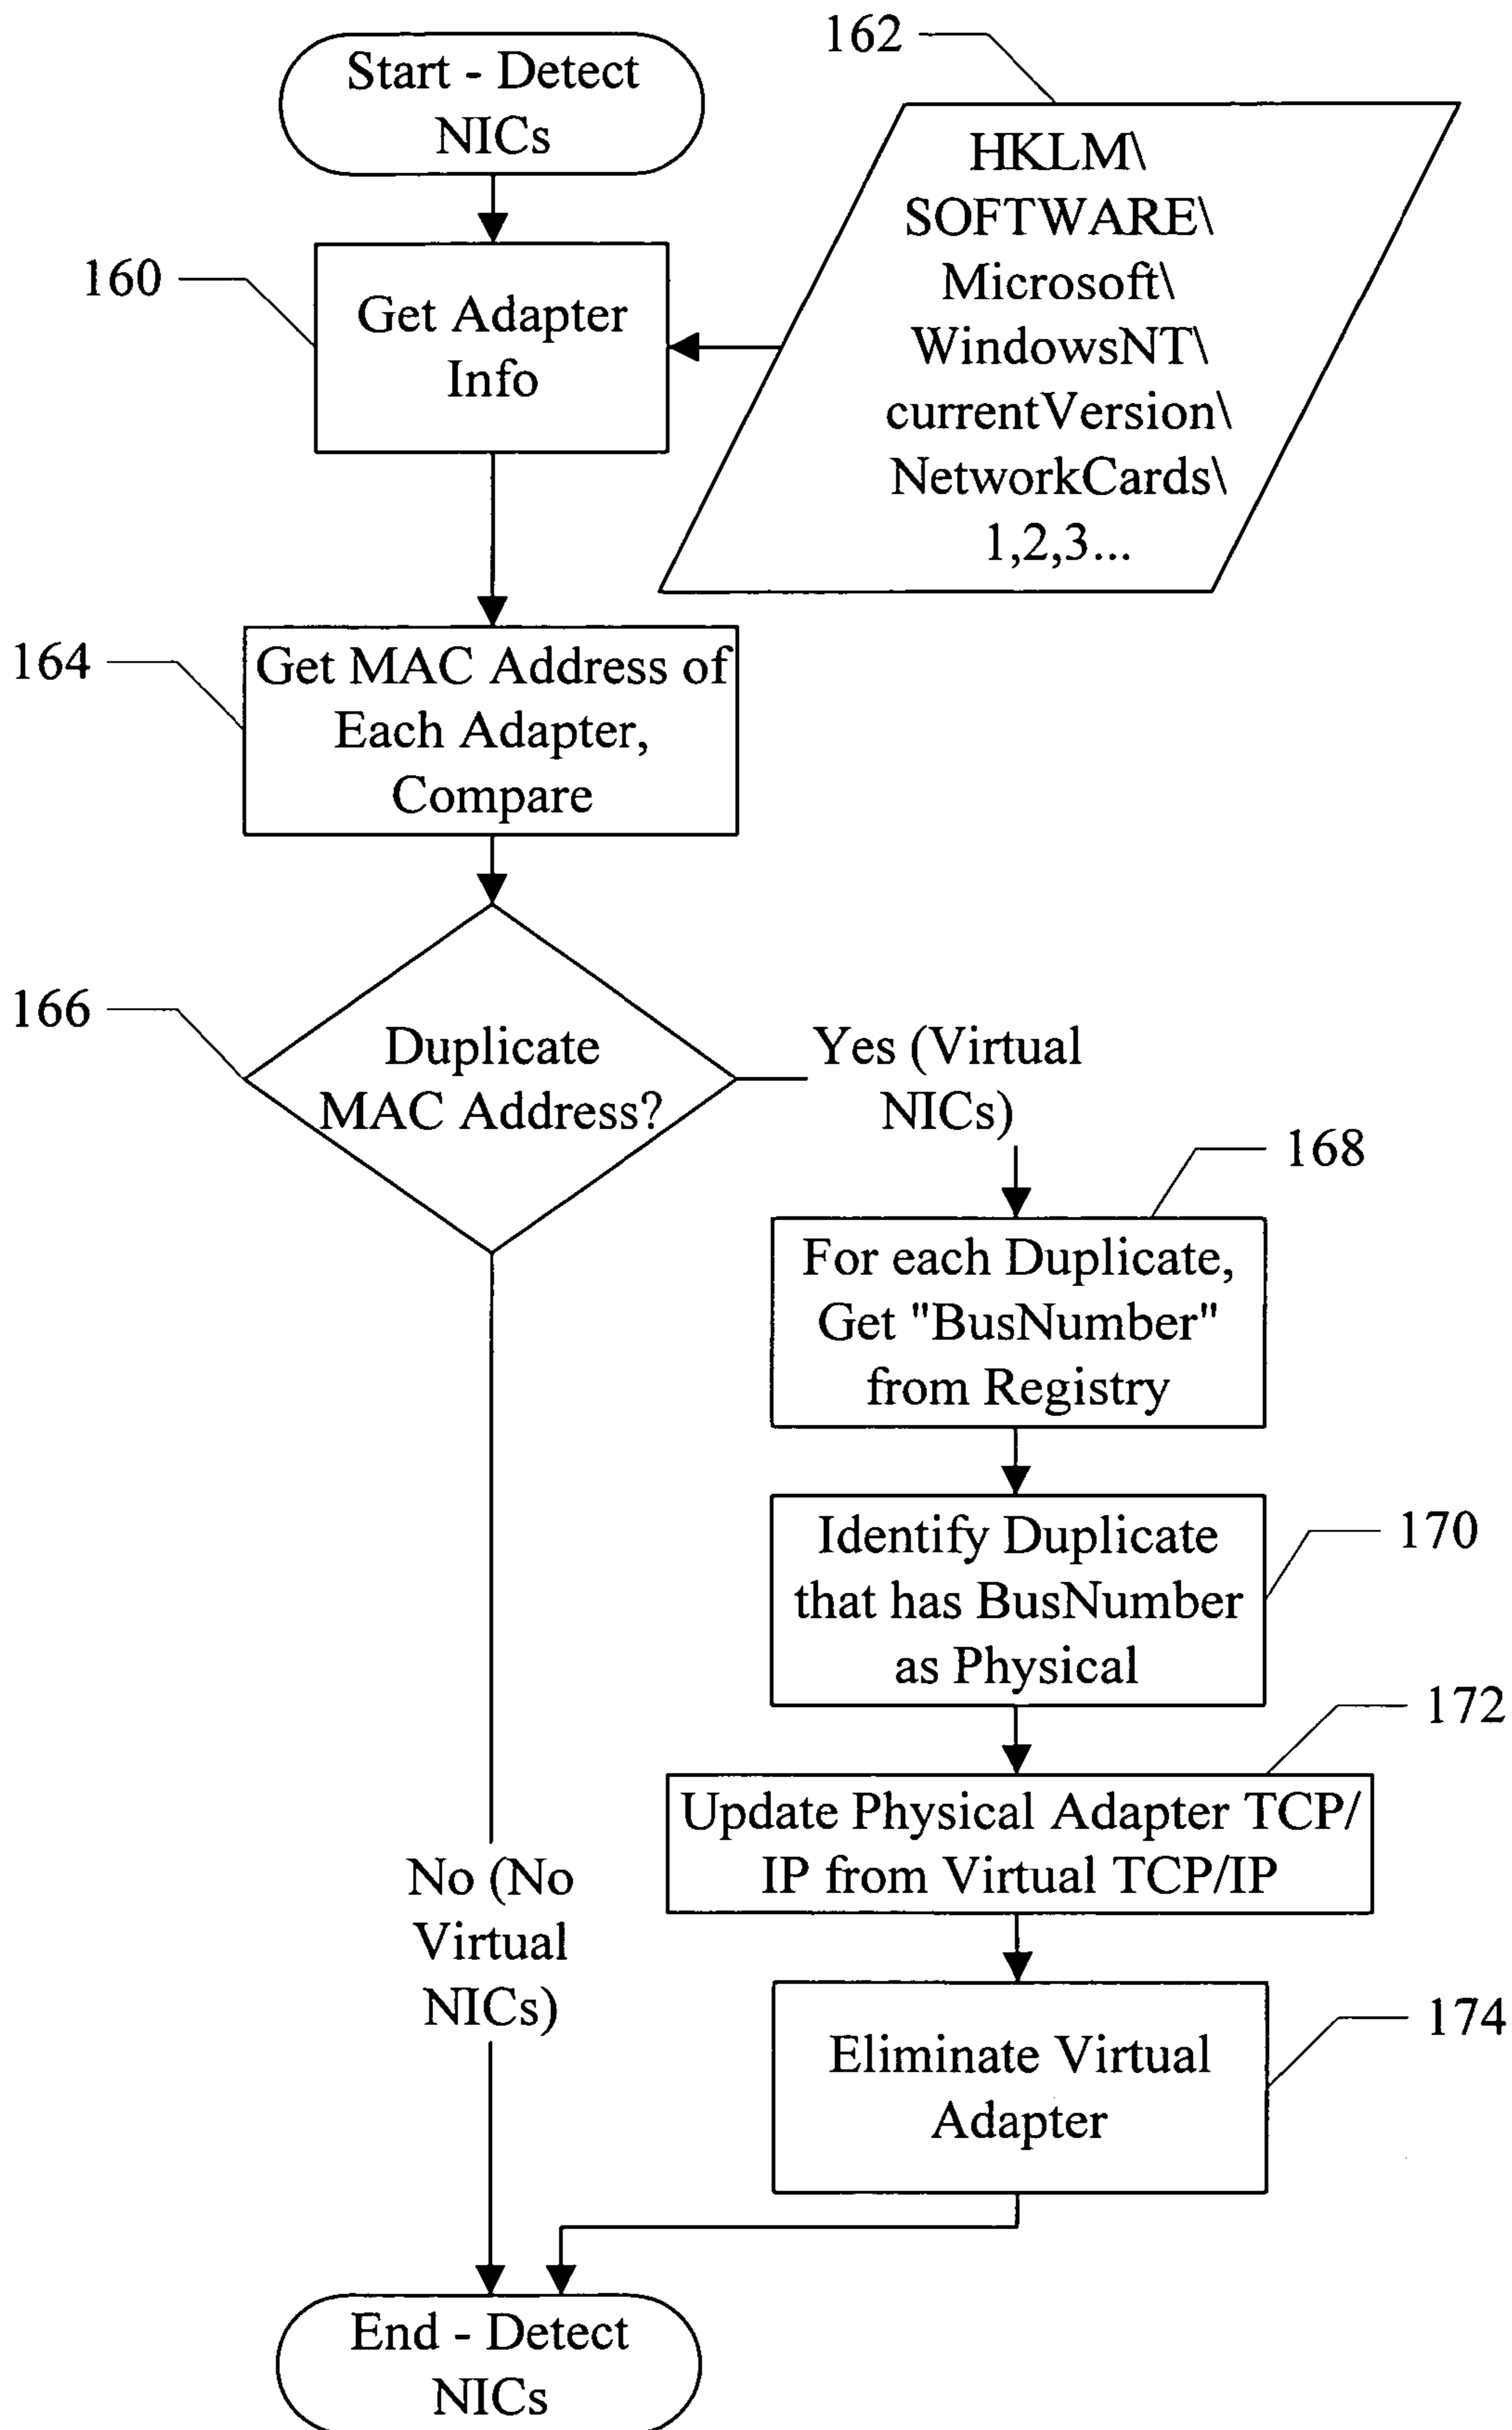 Start - Detect
NICs
162
HKLM\
SOFTWARE\
Microsoft\
WindowsNT\
currentVersion\
NetworkCards\
1,2,3...
160
Get Adapter
Info
164
Get MAC Address of
Each Adapter,
Compare
166
Duplicate
MAC Address?
Yes (Virtual
NICs)
168
For each Duplicate,
Get "BusNumber"
from Registry
170
Identify Duplicate
that has BusNumber
as Physical
172
Update Physical Adapter TCP/
IP from Virtual TCP/IP
No (No
Virtual
NICs)
174
Eliminate Virtual
Adapter
End - Detect
NICs